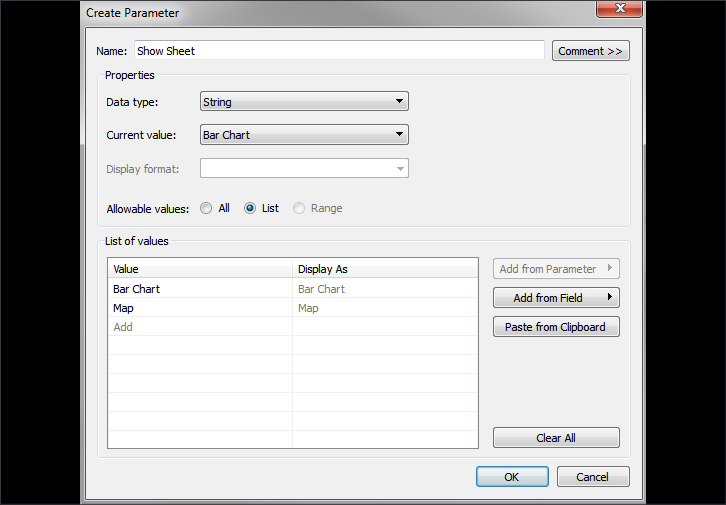 Create Parameter
Name: Show Sheet Comment >>
Properties
Data type: String
Current value: Bar Chart
Display format:
Allowable values: All List Range
List of values
Value Display As Add from Parameter
Bar Chart Bar Chart Add from Field
Map Map
Add Paste from Clipboard
Clear All
OK Cancel